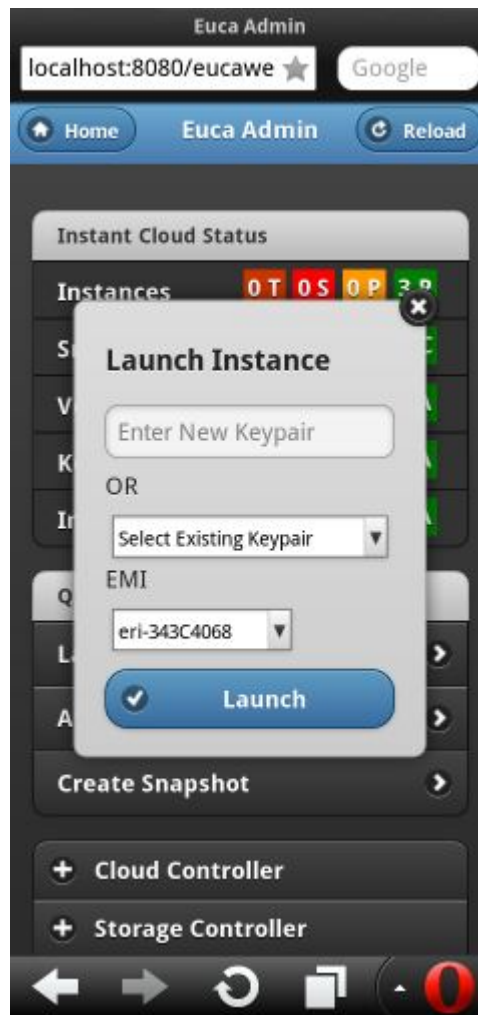 Euca Admin
localhost:8080/eucawe
Google
Home
Euca Admin
Reload
Instant Cloud Status
Instances 0 T 0 S 0 P 3 R
Launch Instance
Enter New Keypair
OR
Select Existing Keypair
EMI
eri-343C4068
Launch
Create Snapshot
Cloud Controller
Storage Controller